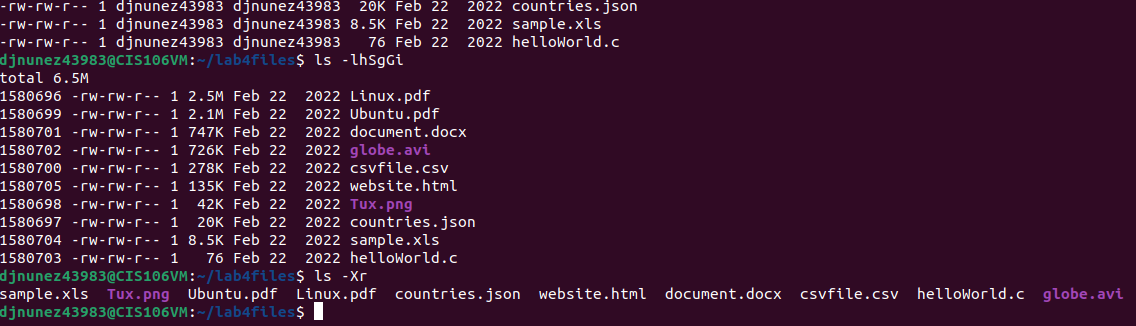 -rw-rw-r-- 1 djnunez43983 djnunez43983  20K Feb 22  2022 countries.json
-rw-rw-r-- 1 djnunez43983 djnunez43983 8.5K Feb 22  2022 sample.xls
-rw-rw-r-- 1 djnunez43983 djnunez43983   76 Feb 22  2022 helloWorld.c
djnunez43983@CIS106VM:~/lab4files$ ls -lhSgGi
total 6.5M
1580696 -rw-rw-r-- 1 2.5M Feb 22  2022 Linux.pdf
1580699 -rw-rw-r-- 1 2.1M Feb 22  2022 Ubuntu.pdf
1580701 -rw-rw-r-- 1 747K Feb 22  2022 document.docx
1580702 -rw-rw-r-- 1 726K Feb 22  2022 globe.avi
1580700 -rw-rw-r-- 1 278K Feb 22  2022 csvfile.csv
1580705 -rw-rw-r-- 1 135K Feb 22  2022 website.html
1580698 -rw-rw-r-- 1  42K Feb 22  2022 Tux.png
1580697 -rw-rw-r-- 1  20K Feb 22  2022 countries.json
1580704 -rw-rw-r-- 1 8.5K Feb 22  2022 sample.xls
1580703 -rw-rw-r-- 1   76 Feb 22  2022 helloWorld.c
djnunez43983@CIS106VM:~/lab4files$ ls -Xr
sample.xls  Tux.png  Ubuntu.pdf  Linux.pdf  countries.json  website.html  document.docx  csvfile.csv  helloWorld.c  globe.avi
djnunez43983@CIS106VM:~/lab4files$